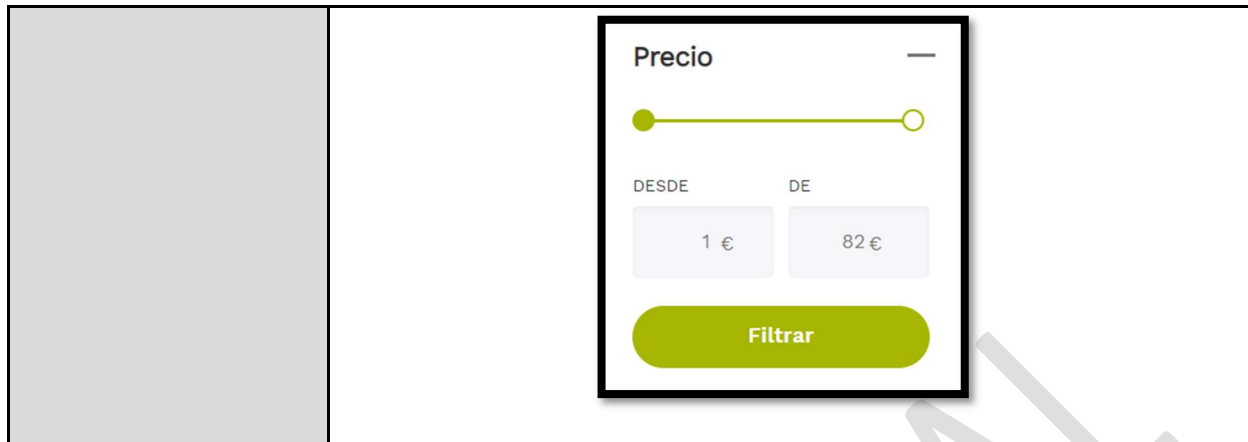 Precio
DESDE DE
1 € 82 €
Filtrar